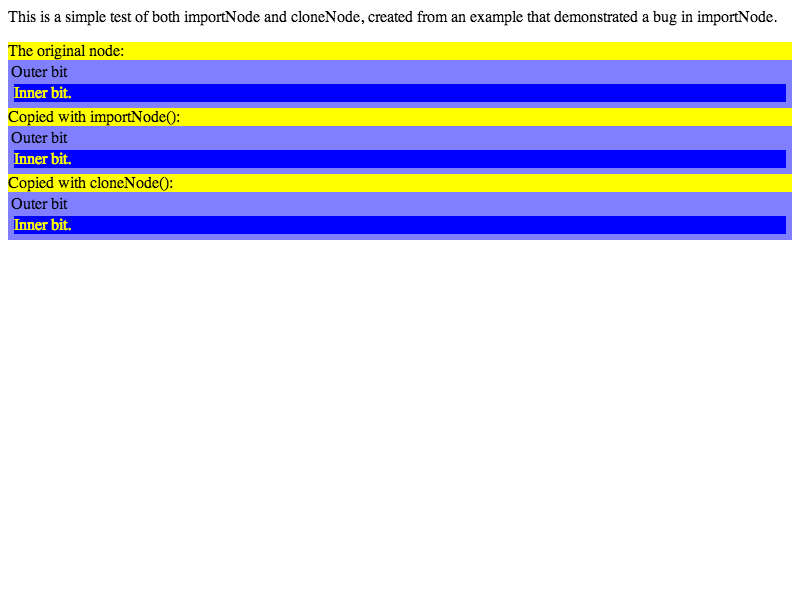 This is a simple test of both importNode and cloneNode, created from an example that demonstrated a bug in importNode.
The original node:
Outer bit
Inner bit.
Copied with importNode():
Outer bit
Inner bit.
Copied with cloneNode():
Outer bit
Inner bit.